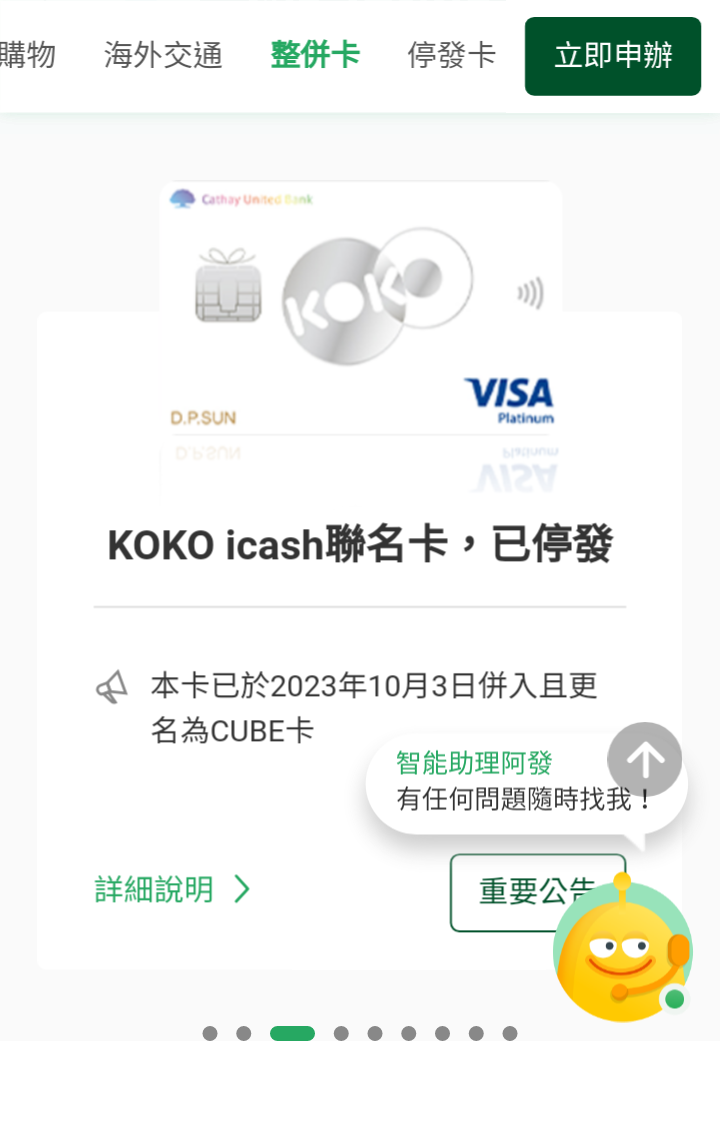 購物
海外交通
整併卡
停發卡
立即申辦
Cathay United Bank
KOKO
VISA
Platinum
D.P.SUN
KOKO icash聯名卡，已停發
本卡已於2023年10月3日併入且更
名為CUBE卡
智能助理阿發
有任何問題隨時找我！
詳細說明
重要公告